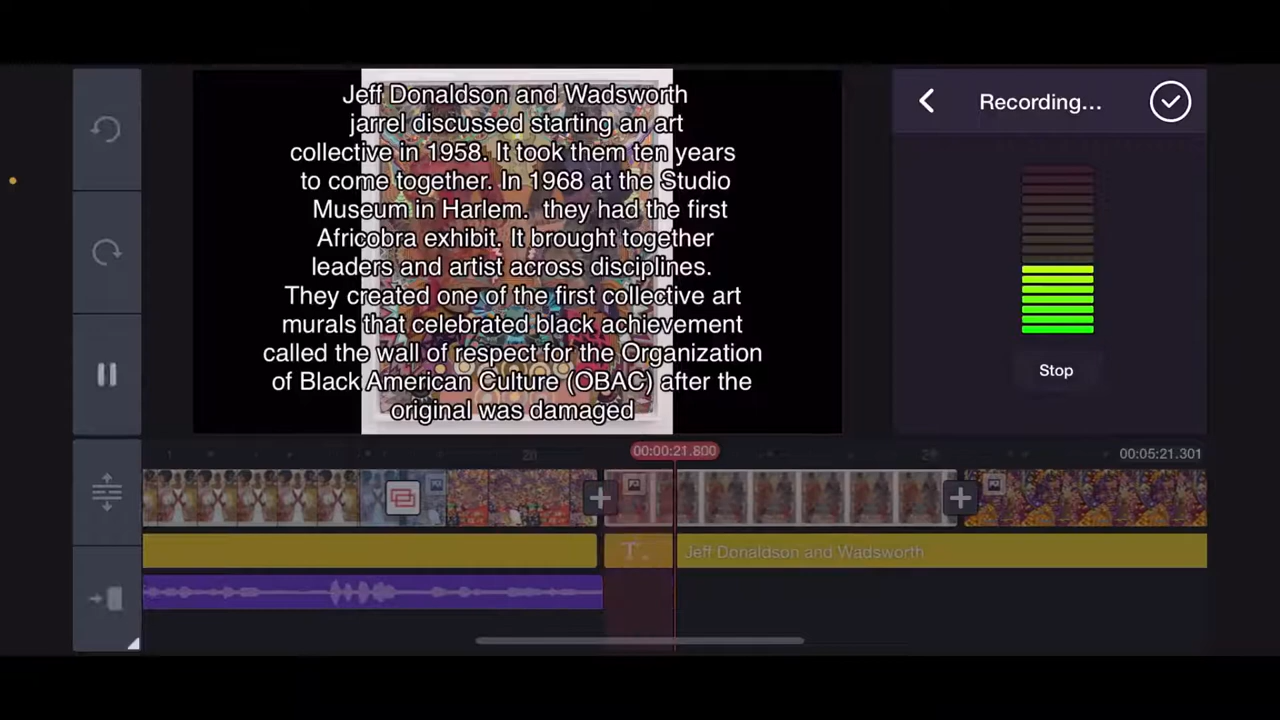 Jeff Donaldson and Wadsworth
jarrel discussed starting an art
collective in 1958. It took them ten years
to come together. In 1968 at the Studio
Museum in Harlem.  they had the first
Africobra exhibit. It brought together
leaders and artist across disciplines.
They created one of the first collective art
murals that celebrated black achievement
called the wall of respect for the Organization
of Black American Culture (OBAC) after the
original was damaged
Recording...
Stop
00:00:21.800
00:05:21.301
20
T..
Jeff Donaldson and Wadsworth